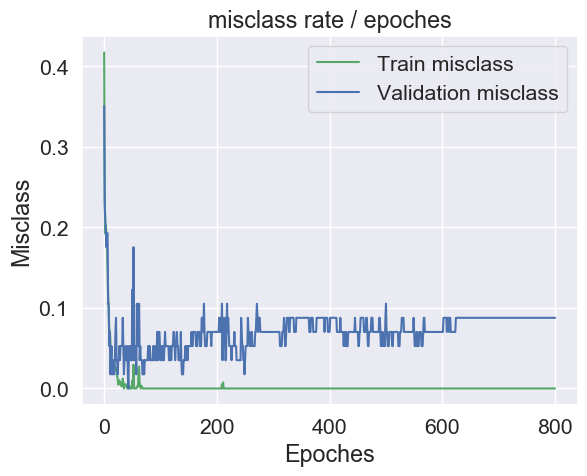 misclass rate / epoches
Train misclass
Validation misclass
Misclass
0.4
0.3
0.2
0.1
0.0
0
200
400
600
800
Epoches